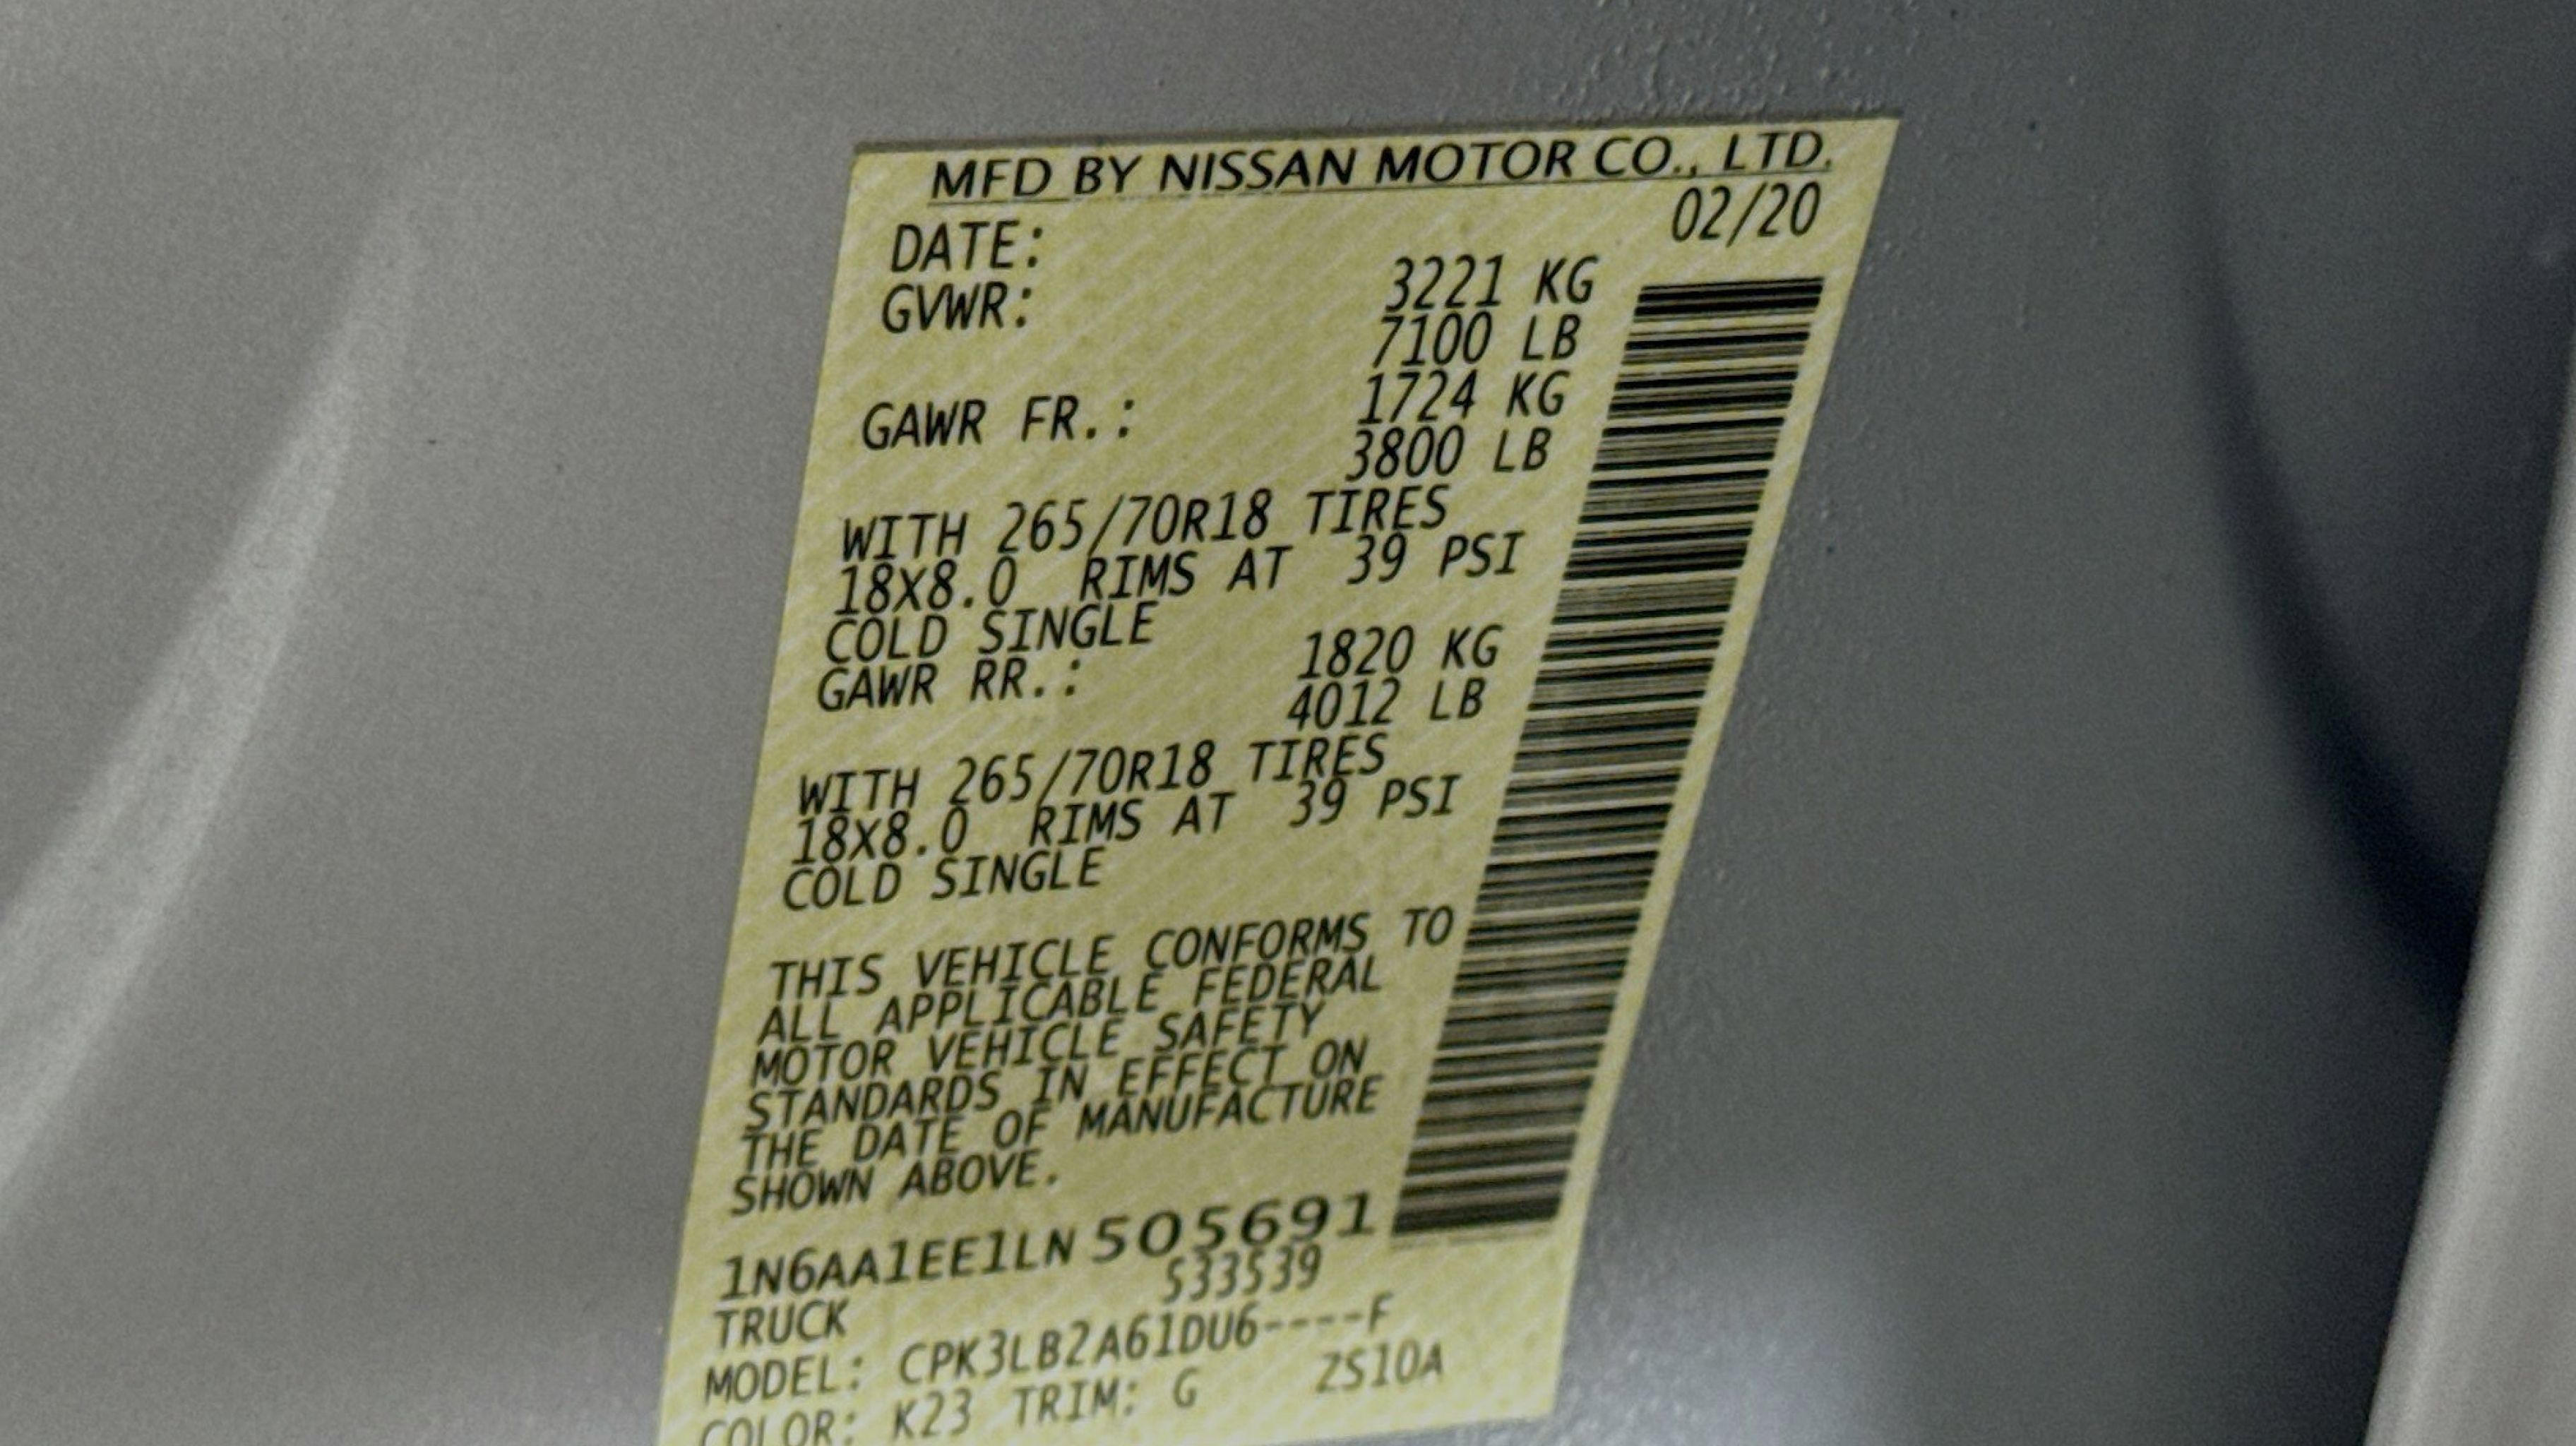 MFD BY NISSAN MOTOR CO., LTD.
DATE: 02/20
GVWR: 3221 KG
7100 LB
GAWR FR.: 1724 KG
3800 LB
WITH 265/70R18 TIRES
18X8.0 RIMS AT 39 PSI
COLD SINGLE
GAWR RR.: 1820 KG
4012 LB
WITH 265/70R18 TIRES
18X8.0 RIMS AT 39 PSI
COLD SINGLE
THIS VEHICLE CONFORMS TO
ALL APPLICABLE FEDERAL
MOTOR VEHICLE SAFETY
STANDARDS IN EFFECT ON
THE DATE OF MANUFACTURE
SHOWN ABOVE.
1N6AA1EE1LN505691
533539
TRUCK
MODEL: CPK3LB2A61DU6----F
COLOR: K23 TRIM: G ZS10A